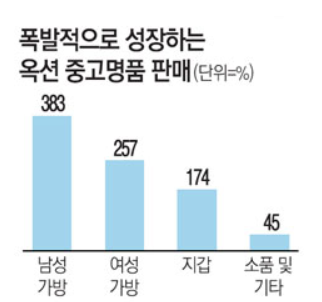 폭발적으로 성장하는
옥션 중고명품 판매(단위=%)
383
257
174
45
남성
가방
여성
가방
지갑
소품 및
기타